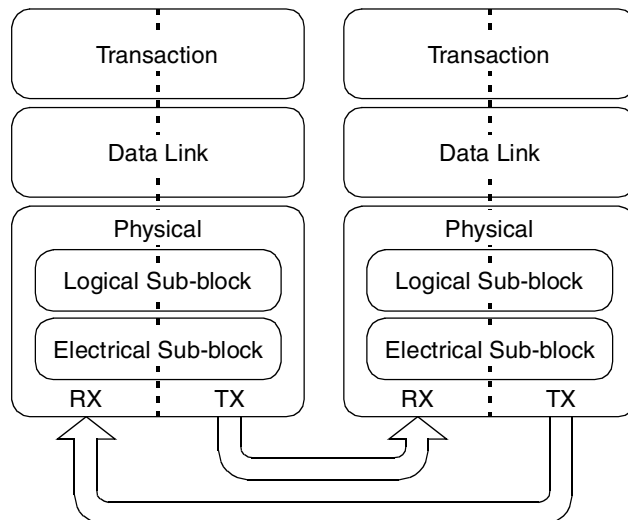 Transaction
Data Link
Physical
Logical Sub-block
Electrical Sub-block
RX TX
Transaction
Data Link
Physical
Logical Sub-block
Electrical Sub-block
RX TX